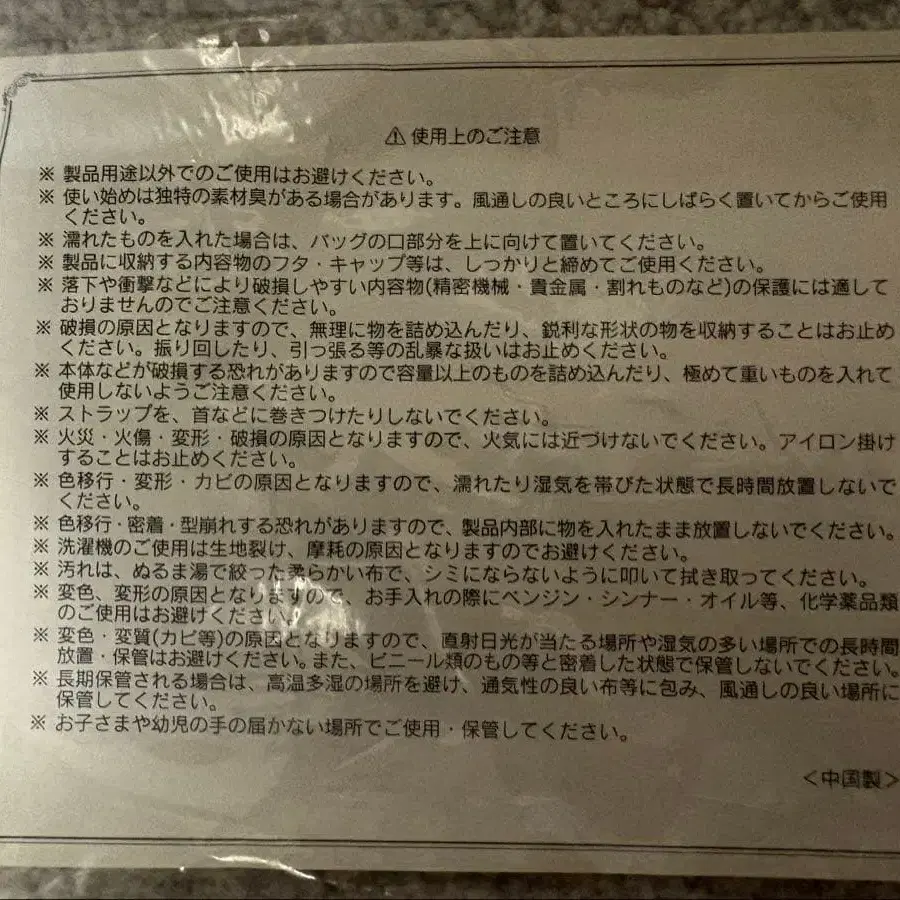 ⚠ 使用上のご注意
※ 製品用途以外でのご使用はお避けください。
※ 使い始めは独特の素材臭がある場合があります。風通しの良いところにしばらく置いてからご使用
ください。
※ 濡れたものを入れた場合は、バッグの口部分を上に向けて置いてください。
※ 製品に収納する内容物のフタ・キャップ等は、しっかりと締めてご使用ください。
※ 落下や衝撃などにより破損しやすい内容物(精密機械・貴金属・割れものなど)の保護には適して
おりませんのでご注意ください。
※ 破損の原因となりますので、無理に物を詰め込んだり、鋭利な形状の物を収納することはお止め
ください。振り回したり、引っ張る等の乱暴な扱いはお止めください。
※ 本体などが破損する恐れがありますので容量以上のものを詰め込んだり、極めて重いものを入れて
使用しないようご注意ください。
※ ストラップを、首などに巻きつけたりしないでください。
※ 火災・火傷・変形・破損の原因となりますので、火気には近づけないでください。アイロン掛け
することはお止めください。
※ 色移行・変形・カビの原因となりますので、濡れたり湿気を帯びた状態で長時間放置しないで
ください。
※ 色移行・密着・型崩れする恐れがありますので、製品内部に物を入れたまま放置しないでください。
※ 洗濯機のご使用は生地裂け、摩耗の原因となりますのでお避けください。
※ 汚れは、ぬるま湯で絞った柔らかい布で、シミにならないように叩いて拭き取ってください。
※ 変色、変形の原因となりますので、お手入れの際にベンジン・シンナー・オイル等、化学薬品類
のご使用はお避けください。
※ 変色・変質(カビ等)の原因となりますので、直射日光が当たる場所や湿気の多い場所での長時間
放置・保管はお避けください。また、ビニール類のもの等と密着した状態で保管しないでください。
※ 長期保管される場合は、高温多湿の場所を避け、通気性の良い布等に包み、風通しの良い場所に
保管してください。
※ お子さまや幼児の手の届かない場所でご使用・保管してください。
＜中国製＞